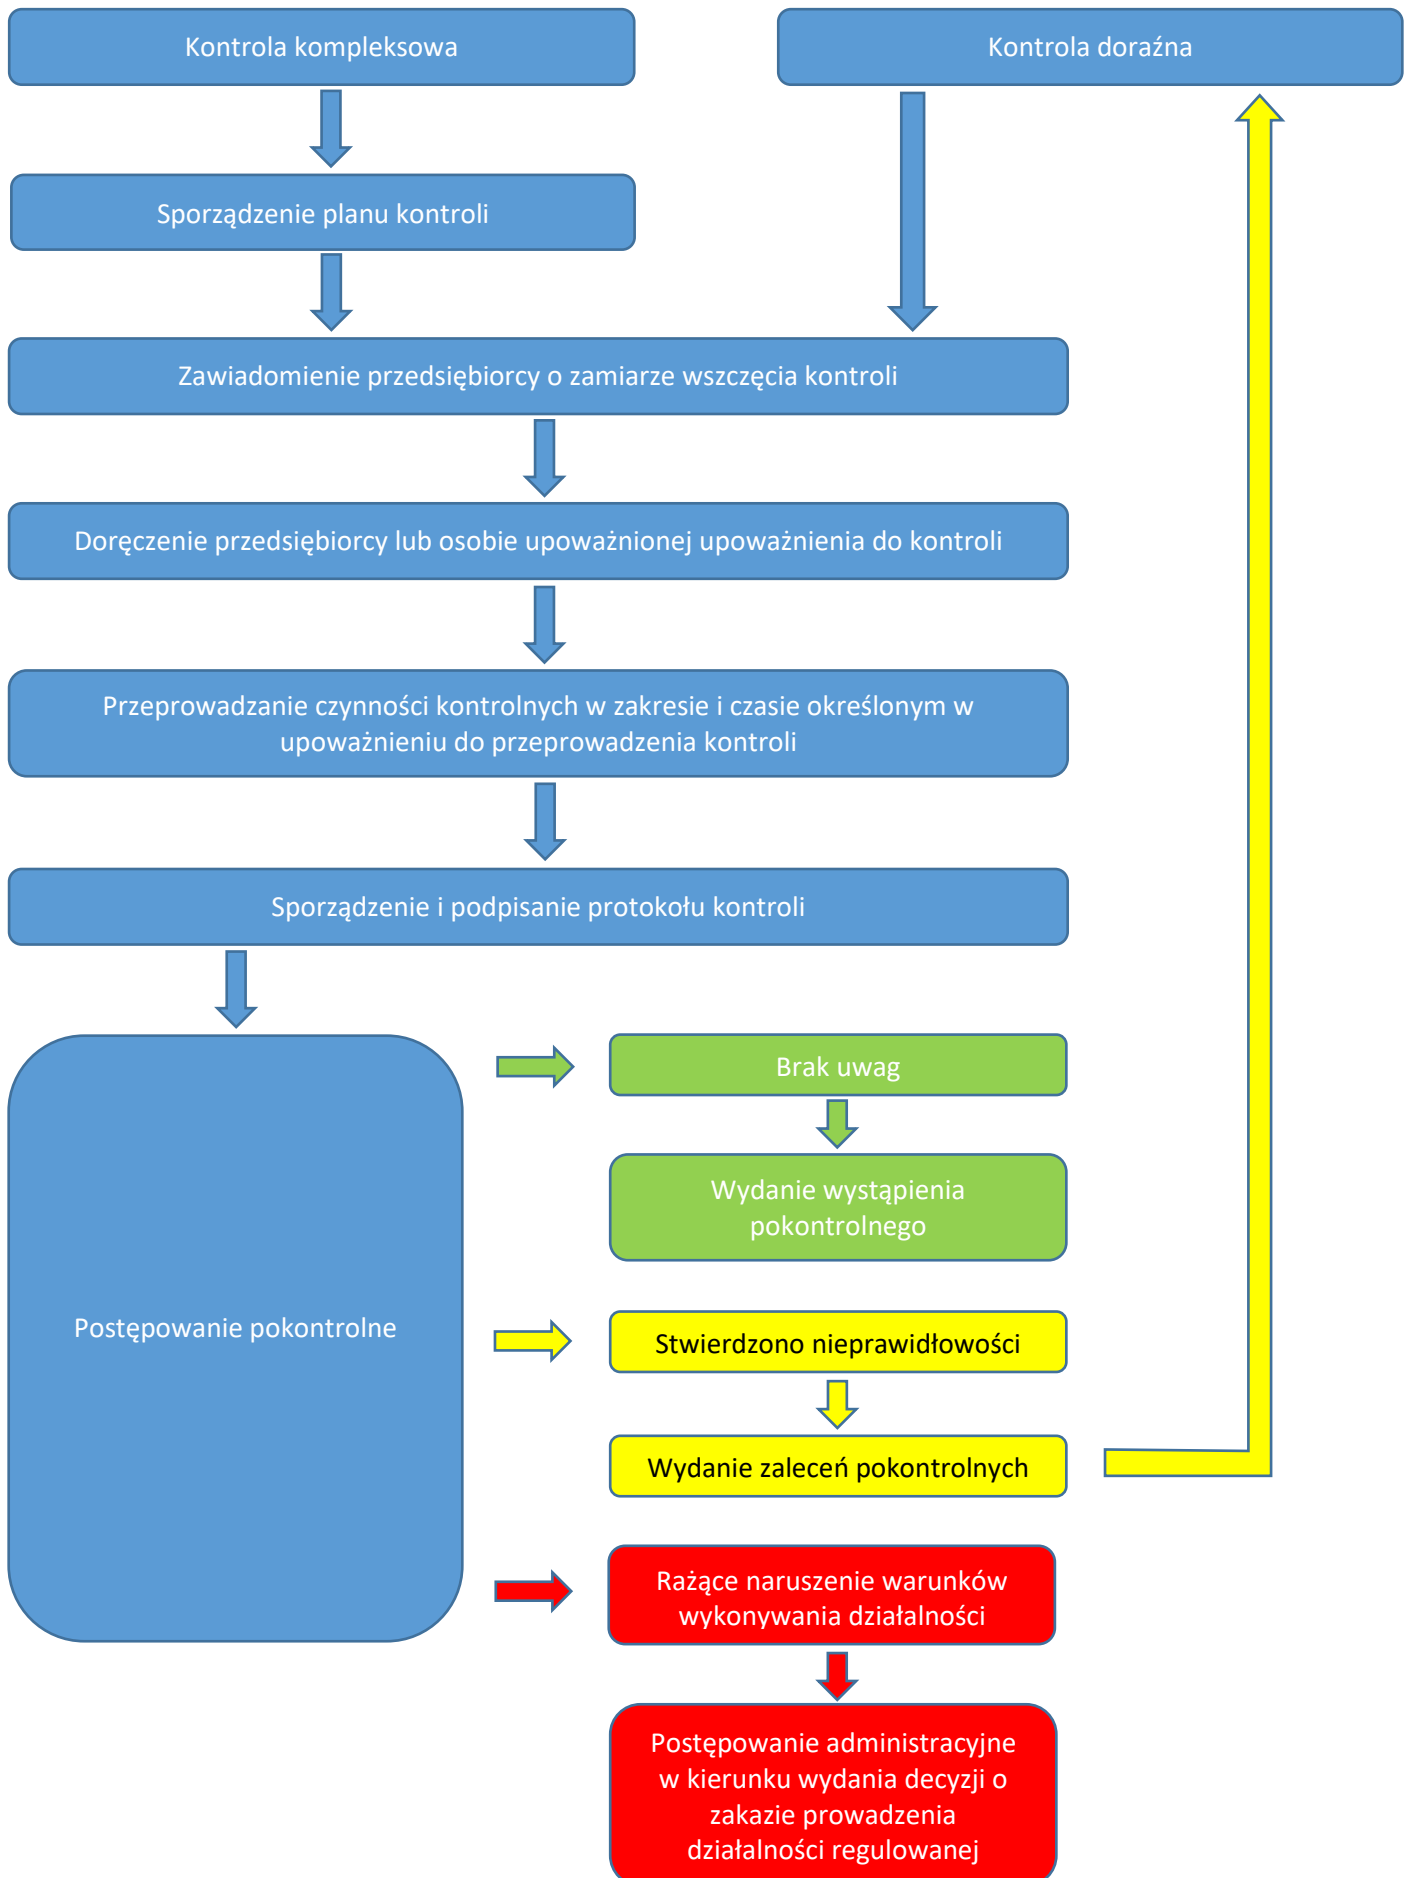 Kontrola kompleksowa
Kontrola doraźna
Sporządzenie planu kontroli
Zawiadomienie przedsiębiorcy o zamiarze wszczęcia kontroli
Doręczenie przedsiębiorcy lub osobie upoważnionej upoważnienia do kontroli
Przeprowadzanie czynności kontrolnych w zakresie i czasie określonym w
upoważnieniu do przeprowadzenia kontroli
Sporządzenie i podpisanie protokołu kontroli
Postępowanie pokontrolne
Brak uwag
Wydanie wystąpienia
pokontrolnego
Stwierdzono nieprawidłowości
Wydanie zaleceń pokontrolnych
Rażące naruszenie warunków
wykonywania działalności
Postępowanie administracyjne
w kierunku wydania decyzji o
zakazie prowadzenia
działalności regulowanej